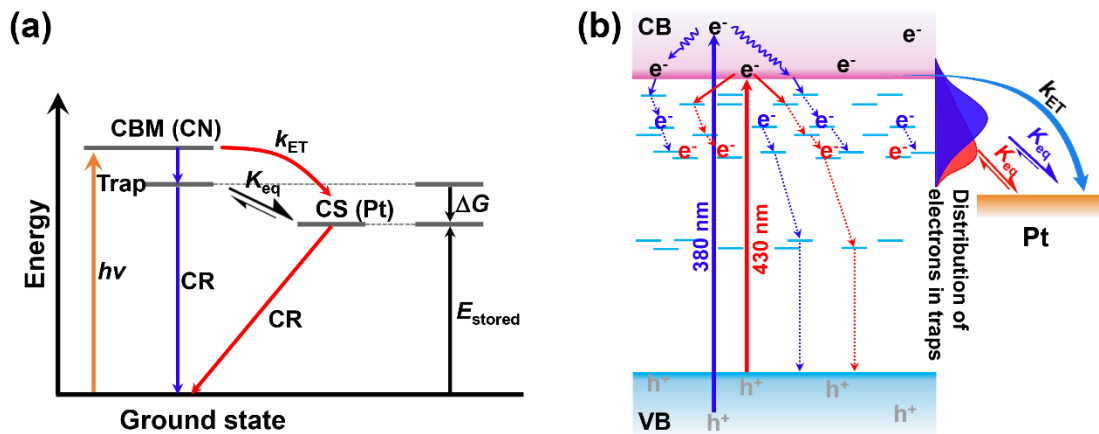 (a)
Energy
CBM (CN)
k_ET
Trap
K_eq
CS (Pt)
ΔG
hν
CR
CR
E_stored
Ground state
(b)
CB
e⁻
e⁻
e⁻
e⁻
e⁻
e⁻
e⁻
e⁻
e⁻
e⁻
e⁻
e⁻
380 nm
430 nm
k_ET
K_eq
K_eq
Pt
Distribution of
electrons in traps
h⁺
h⁺
h⁺
h⁺
h⁺
VB